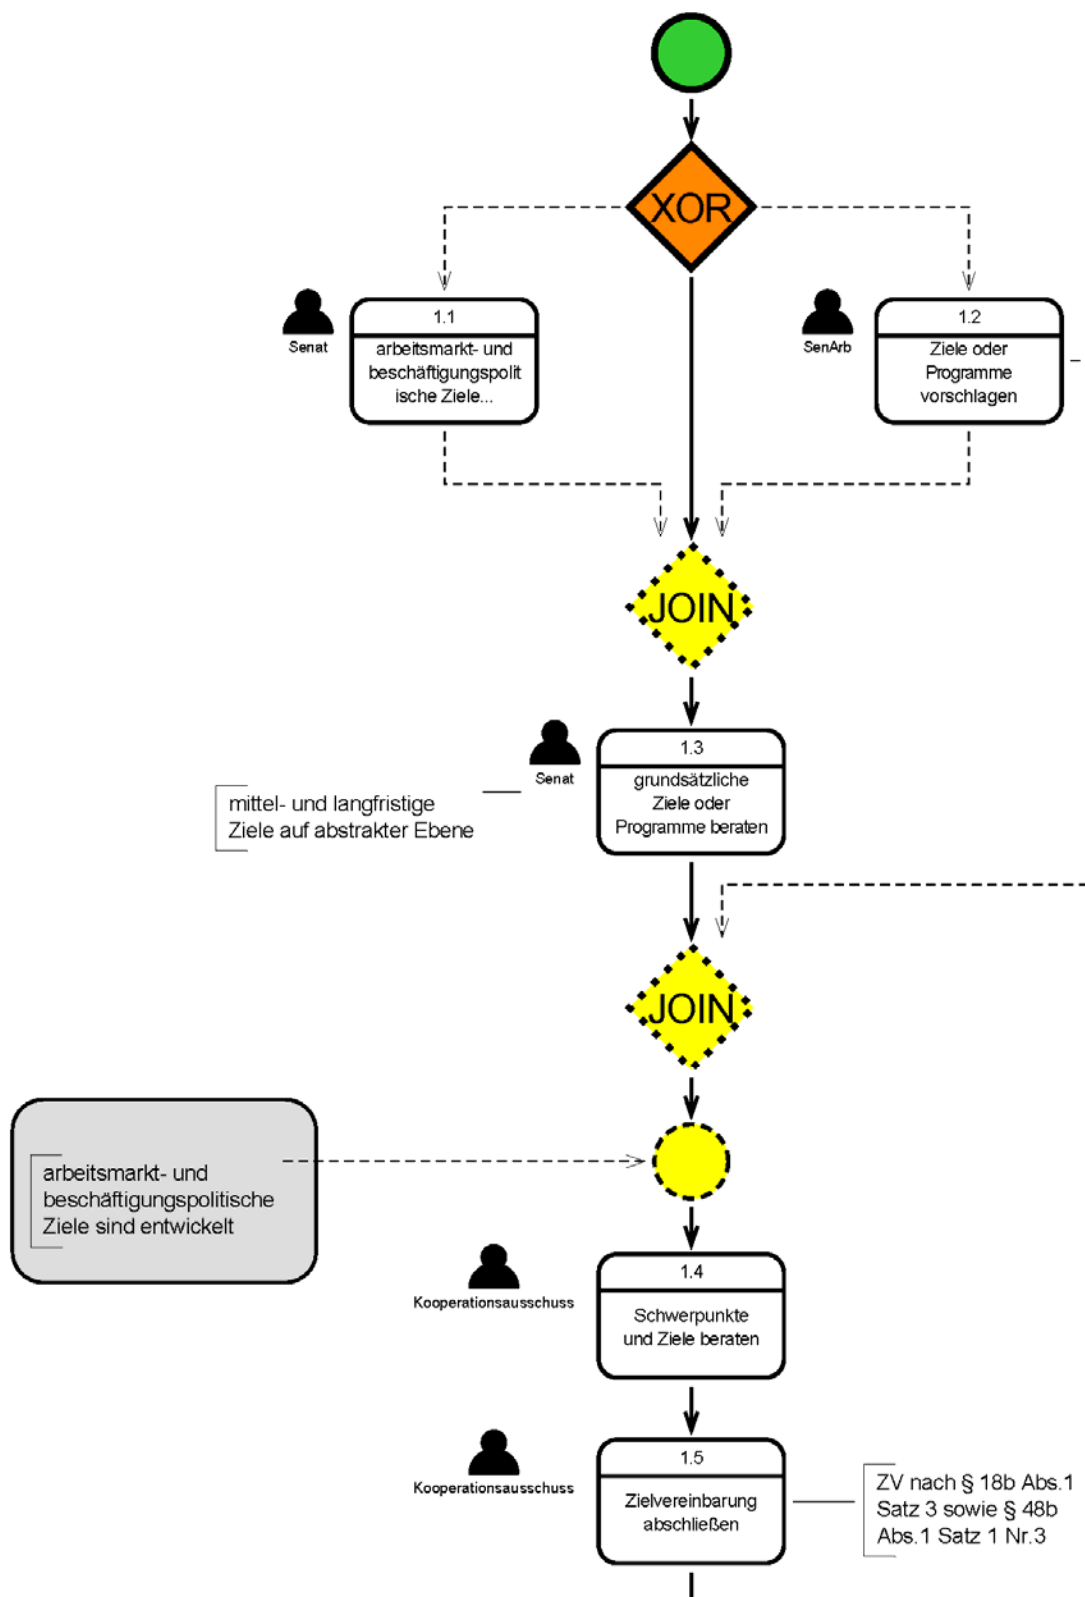 XOR
1.1
Senat
arbeitsmarkt- und
beschäftigungspolit
ische Ziele...
1.2
SenArb
Ziele oder
Programme
vorschlagen
JOIN
1.3
Senat
grundsätzliche
Ziele oder
Programme beraten
mittel- und langfristige
Ziele auf abstrakter Ebene
JOIN
arbeitsmarkt- und
beschäftigungspolitische
Ziele sind entwickelt
1.4
Kooperationsausschuss
Schwerpunkte
und Ziele beraten
1.5
Kooperationsausschuss
Zielvereinbarung
abschließen
ZV nach § 18b Abs.1
Satz 3 sowie § 48b
Abs.1 Satz 1 Nr.3